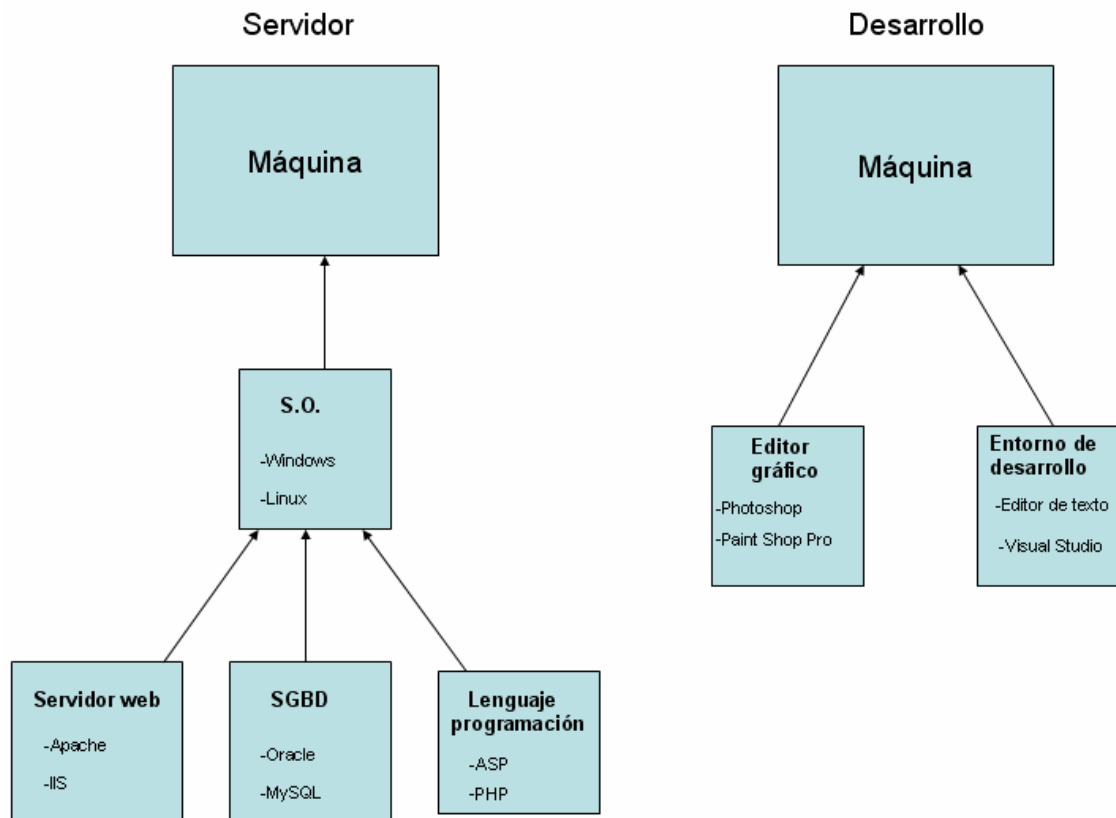 Servidor
Máquina
S.O.
-Windows
-Linux
Servidor web
-Apache
-IIS
SGBD
-Oracle
-MySQL
Lenguaje
programación
-ASP
-PHP
Desarrollo
Máquina
Editor
gráfico
-Photoshop
-Paint Shop Pro
Entorno de
desarrollo
-Editor de texto
-Visual Studio